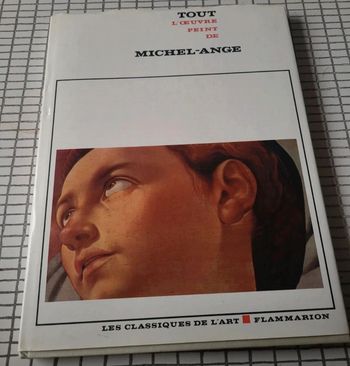 TOUT
L'ŒUVRE
PEINT
DE
MICHEL-ANGE
LES CLASSIQUES DE L'ART FLAMMARION